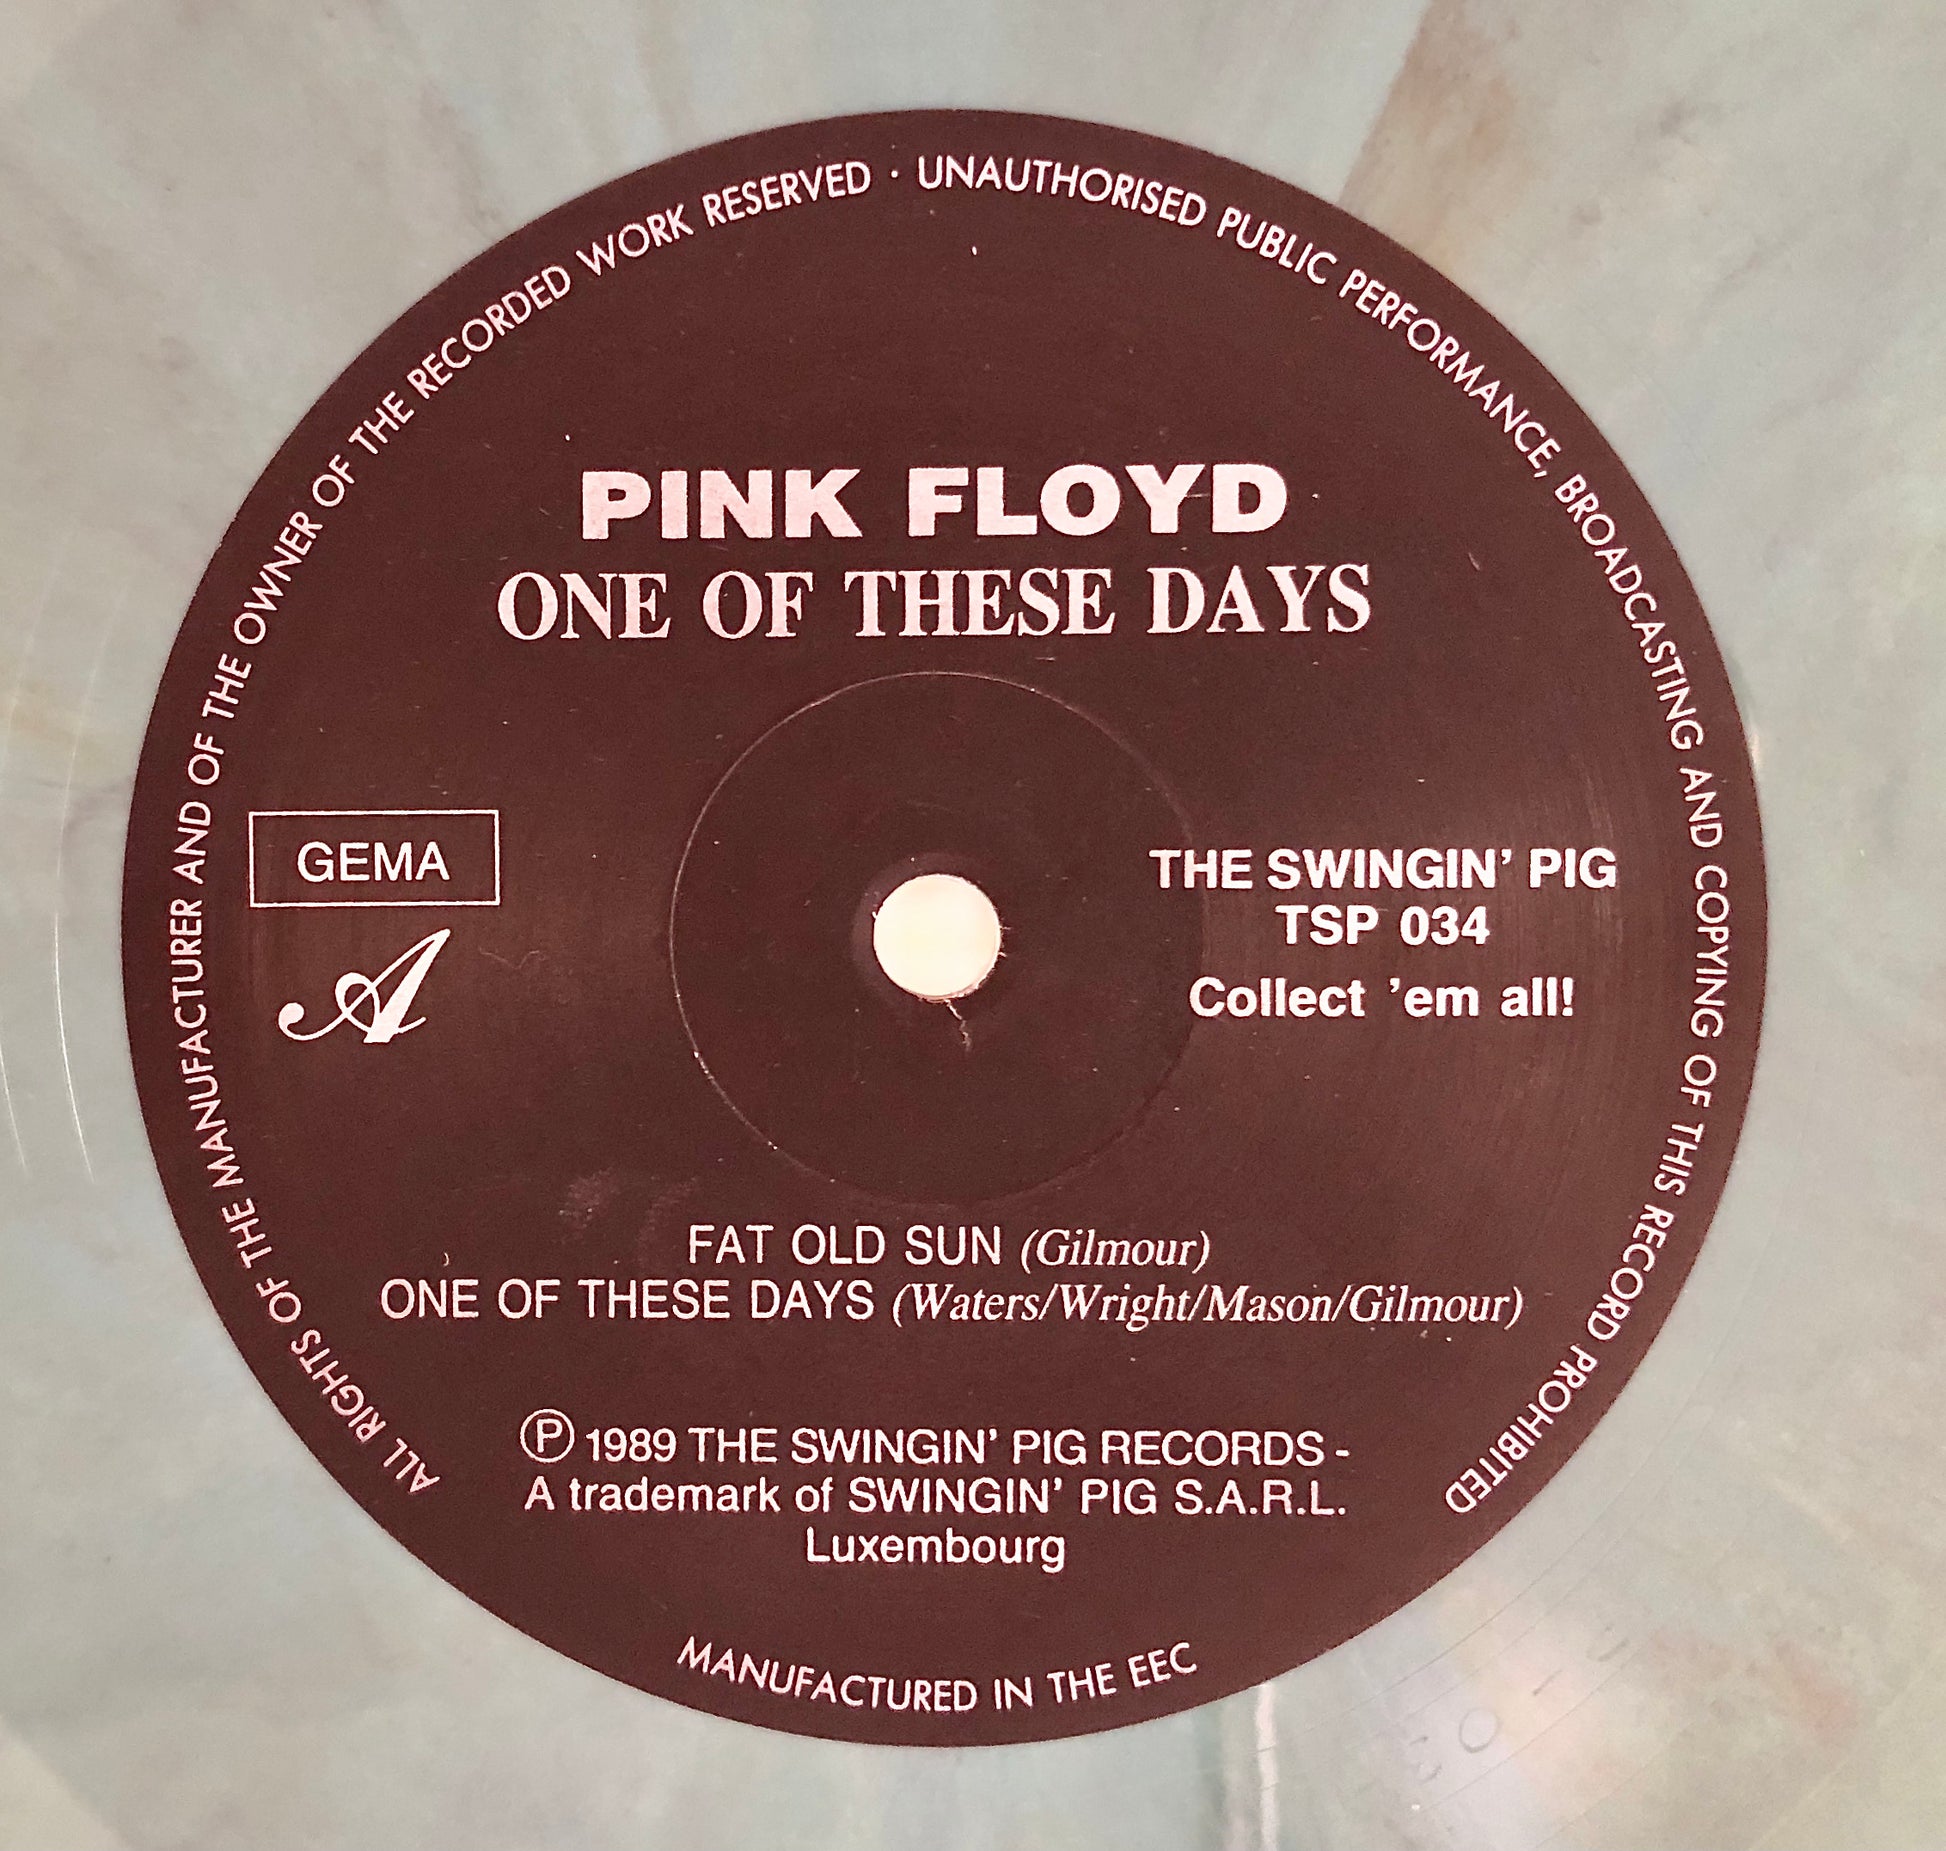 ALL RIGHTS OF THE MANUFACTURER AND OF THE OWNER OF THE RECORDED WORK RESERVED · UNAUTHORISED PUBLIC PERFORMANCE, BROADCASTING AND COPYING OF THIS RECORD PROHIBITED
PINK FLOYD
ONE OF THESE DAYS
GEMA
A
THE SWINGIN' PIG
TSP 034
Collect 'em all!
FAT OLD SUN (Gilmour)
ONE OF THESE DAYS (Waters/Wright/Mason/Gilmour)
Ⓟ 1989 THE SWINGIN' PIG RECORDS -
A trademark of SWINGIN' PIG S.A.R.L.
Luxembourg
MANUFACTURED IN THE EEC